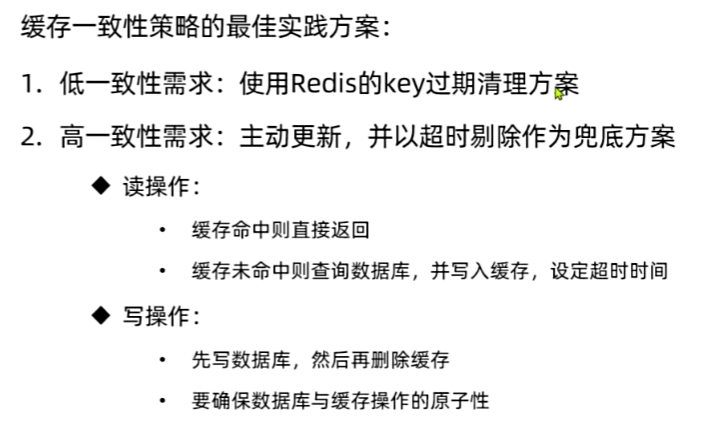 缓存一致性策略的最佳实践方案：
1. 低一致性需求：使用Redis的key过期清理方案
2. 高一致性需求：主动更新，并以超时剔除作为兜底方案
◆ 读操作：
• 缓存命中则直接返回
• 缓存未命中则查询数据库，并写入缓存，设定超时时间
◆ 写操作：
• 先写数据库，然后再删除缓存
• 要确保数据库与缓存操作的原子性